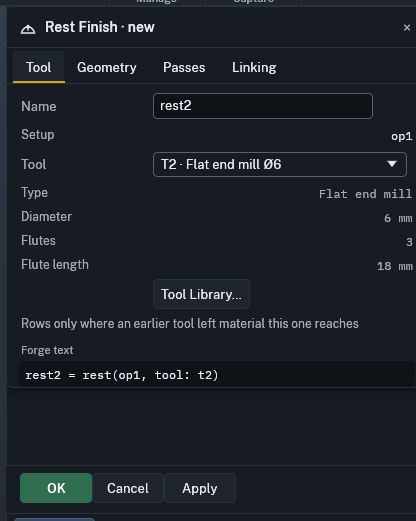 Manage Capture
Rest Finish · new ×
Tool Geometry Passes Linking
Name rest2
Setup op1
Tool T2 · Flat end mill Ø6
Type Flat end mill
Diameter 6 mm
Flutes 3
Flute length 18 mm
Tool Library...
Rows only where an earlier tool left material this one reaches
Forge text
rest2 = rest(op1, tool: t2)
OK Cancel Apply